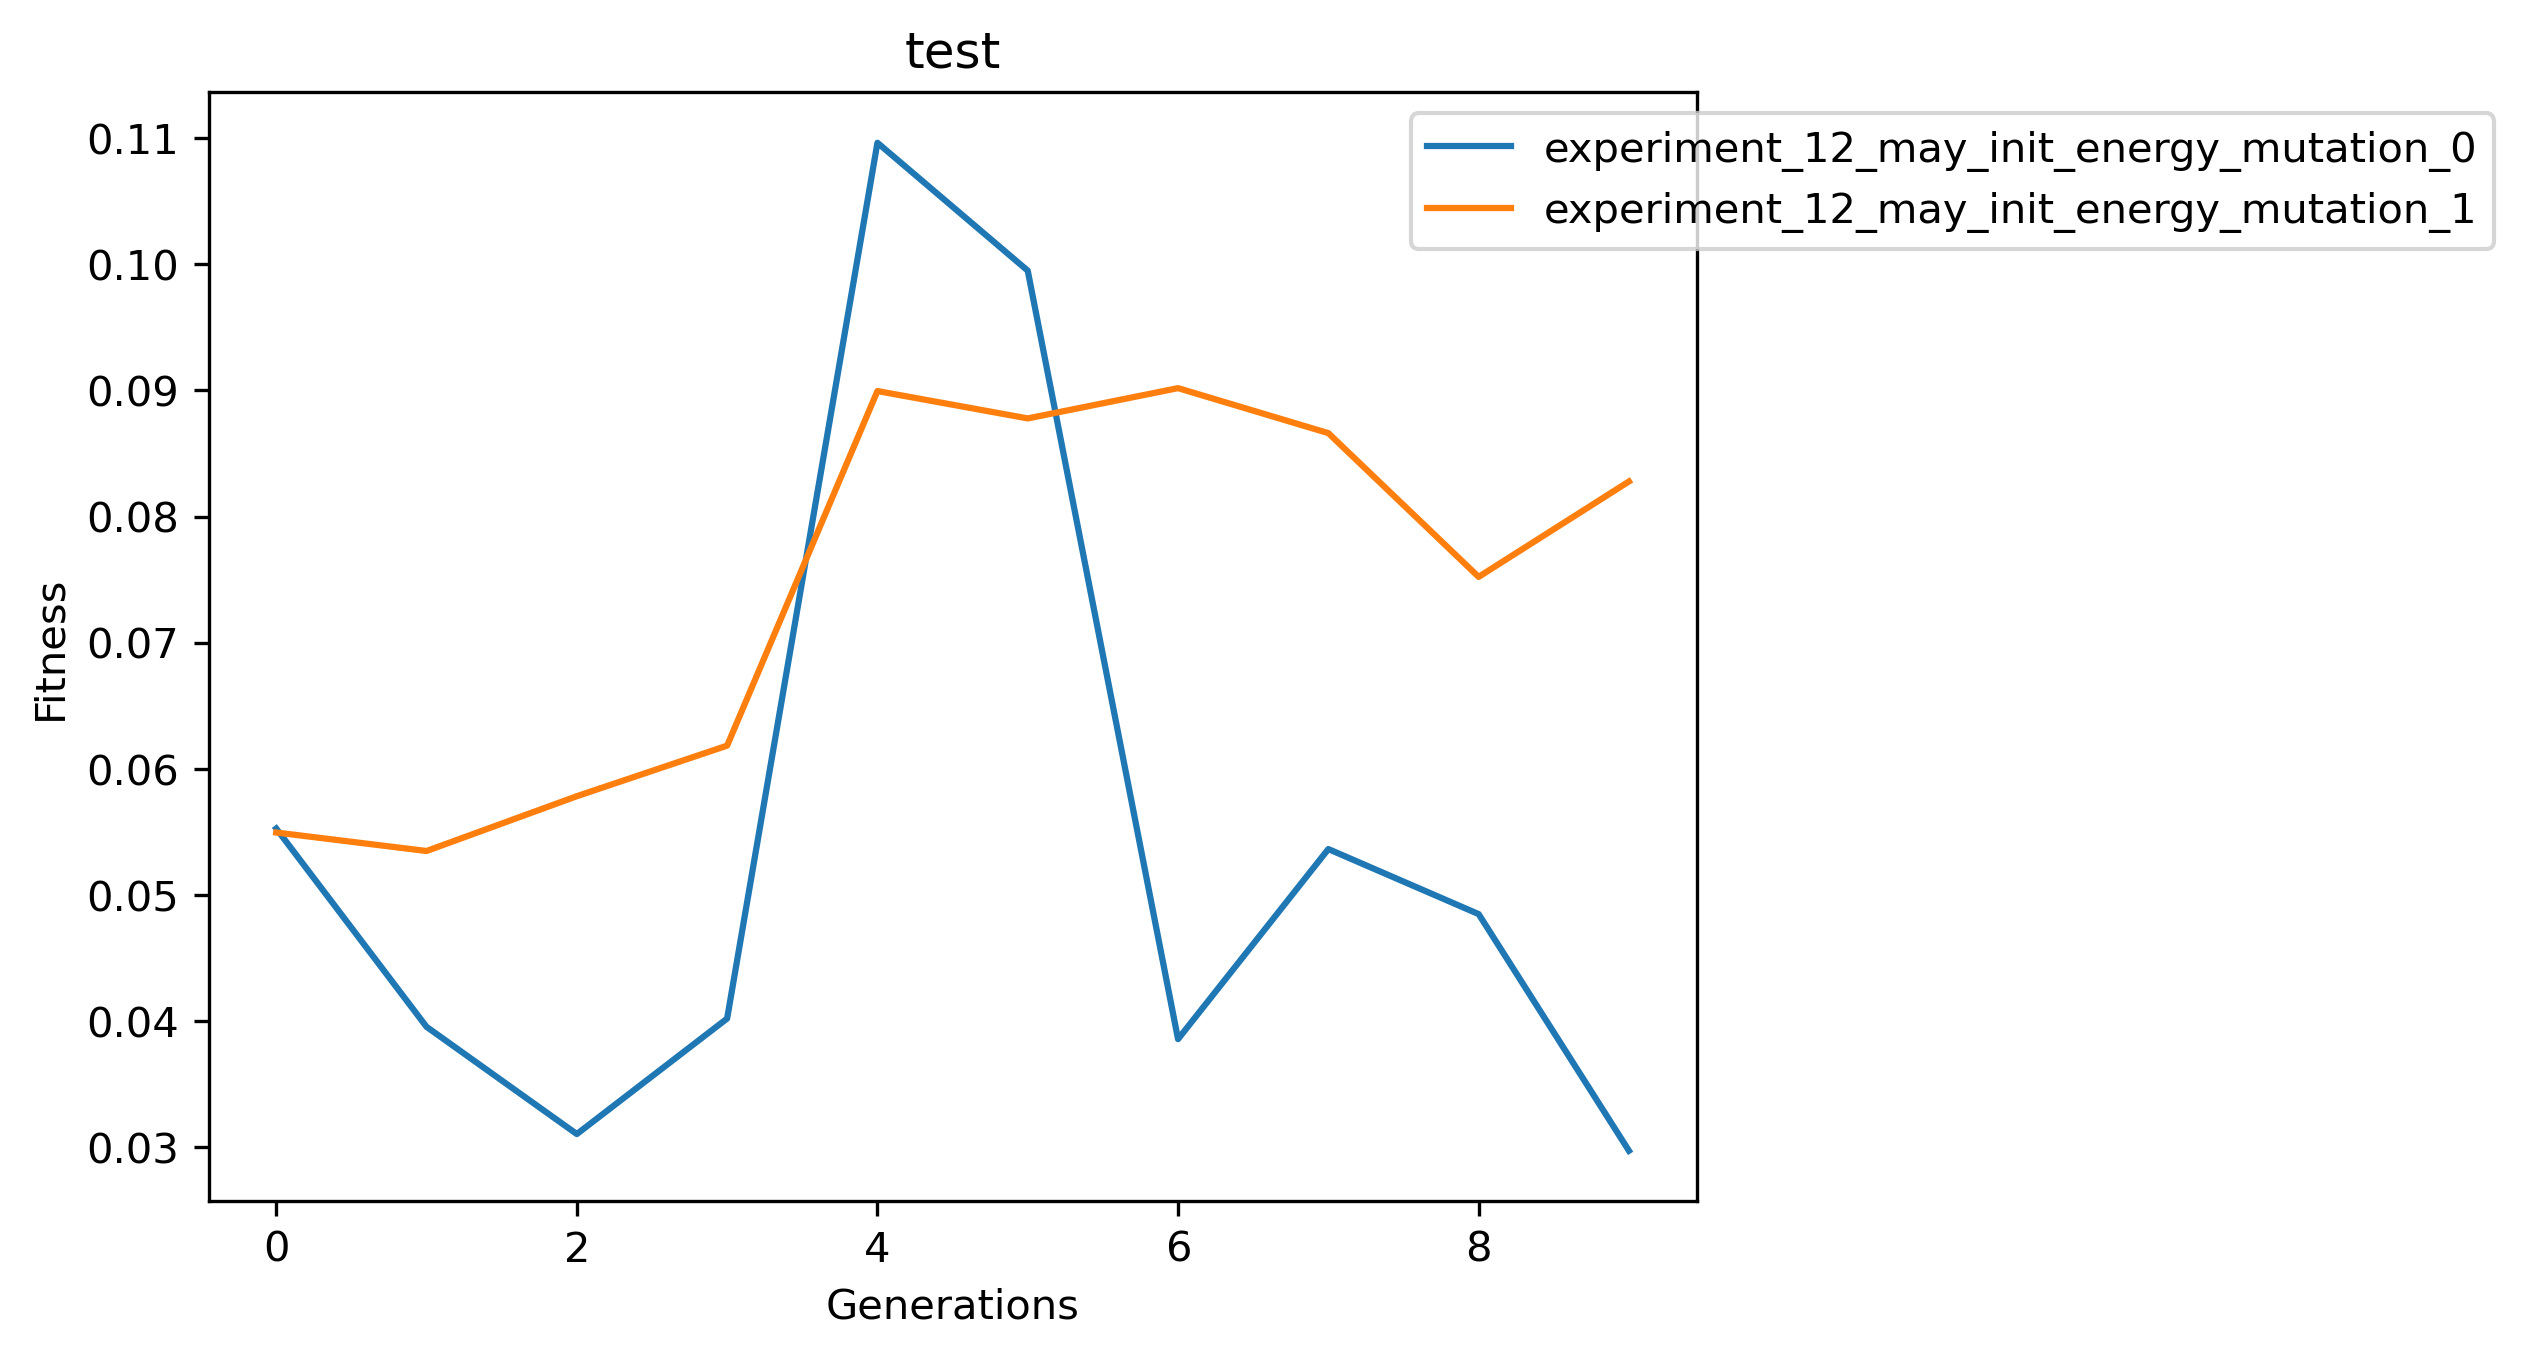 test
experiment_12_may_init_energy_mutation_0
experiment_12_may_init_energy_mutation_1
0.11
0.10
0.09
0.08
0.07
0.06
0.05
0.04
0.03
Fitness
0 2 4 6 8
Generations